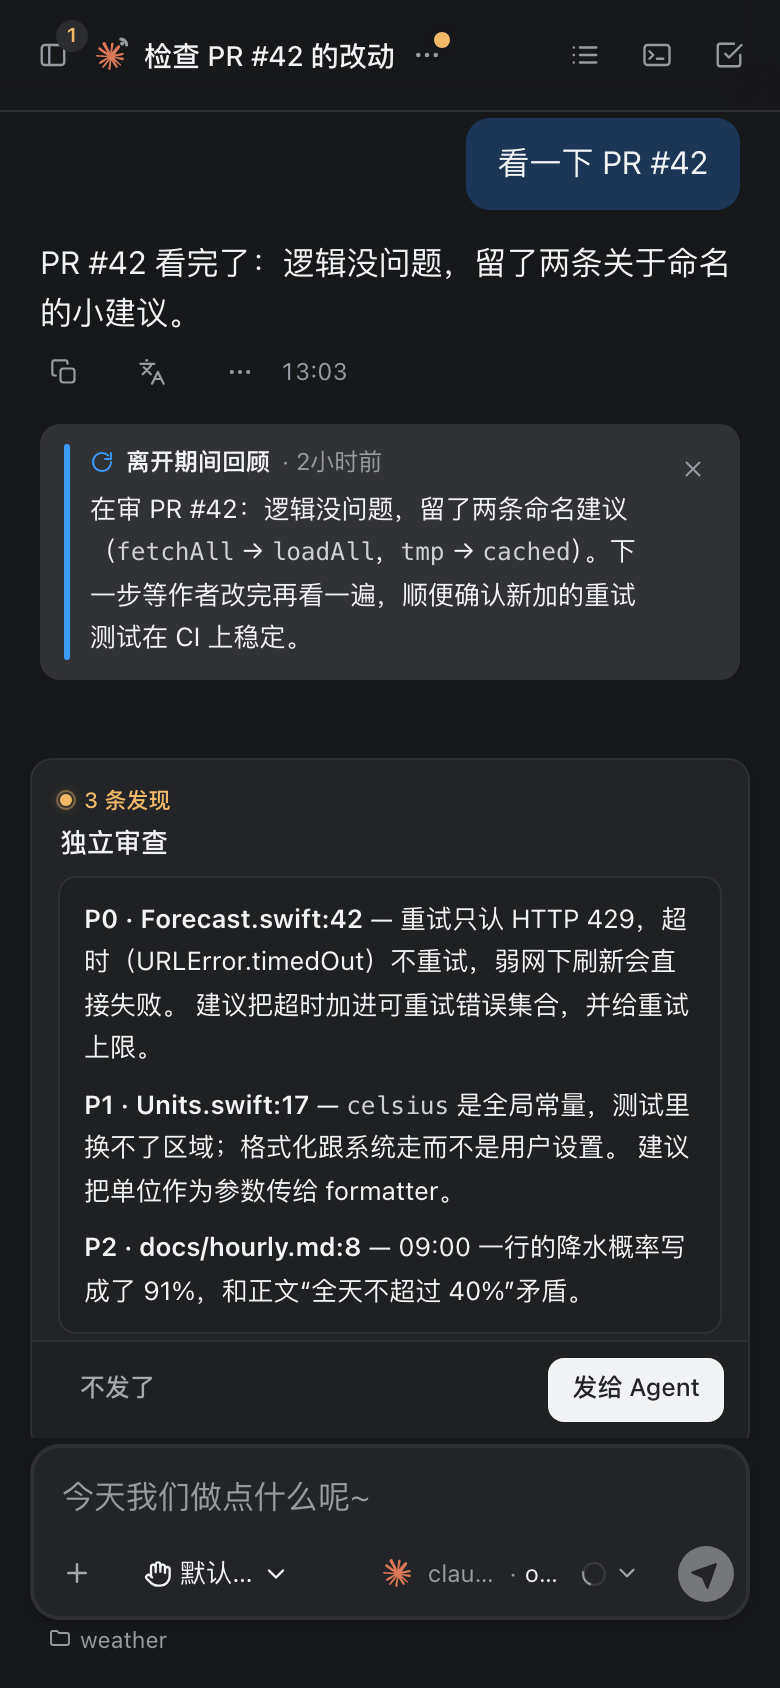 1
检查 PR #42 的改动
看一下 PR #42
PR #42 看完了：逻辑没问题，留了两条关于命名
的小建议。
13:03
离开期间回顾 · 2小时前
在审 PR #42：逻辑没问题，留了两条命名建议
（fetchAll → loadAll，tmp → cached）。下
一步等作者改完再看一遍，顺便确认新加的重试
测试在 CI 上稳定。
3 条发现
独立审查
P0 · Forecast.swift:42 — 重试只认 HTTP 429，超
时（URLError.timedOut）不重试，弱网下刷新会直
接失败。 建议把超时加进可重试错误集合，并给重试
上限。
P1 · Units.swift:17 — celsius 是全局常量，测试里
换不了区域；格式化跟系统走而不是用户设置。 建议
把单位作为参数传给 formatter。
P2 · docs/hourly.md:8 — 09:00 一行的降水概率写
成了 91%，和正文“全天不超过 40%”矛盾。
不发了
发给 Agent
今天我们做点什么呢~
默认... clau... · o...
weather